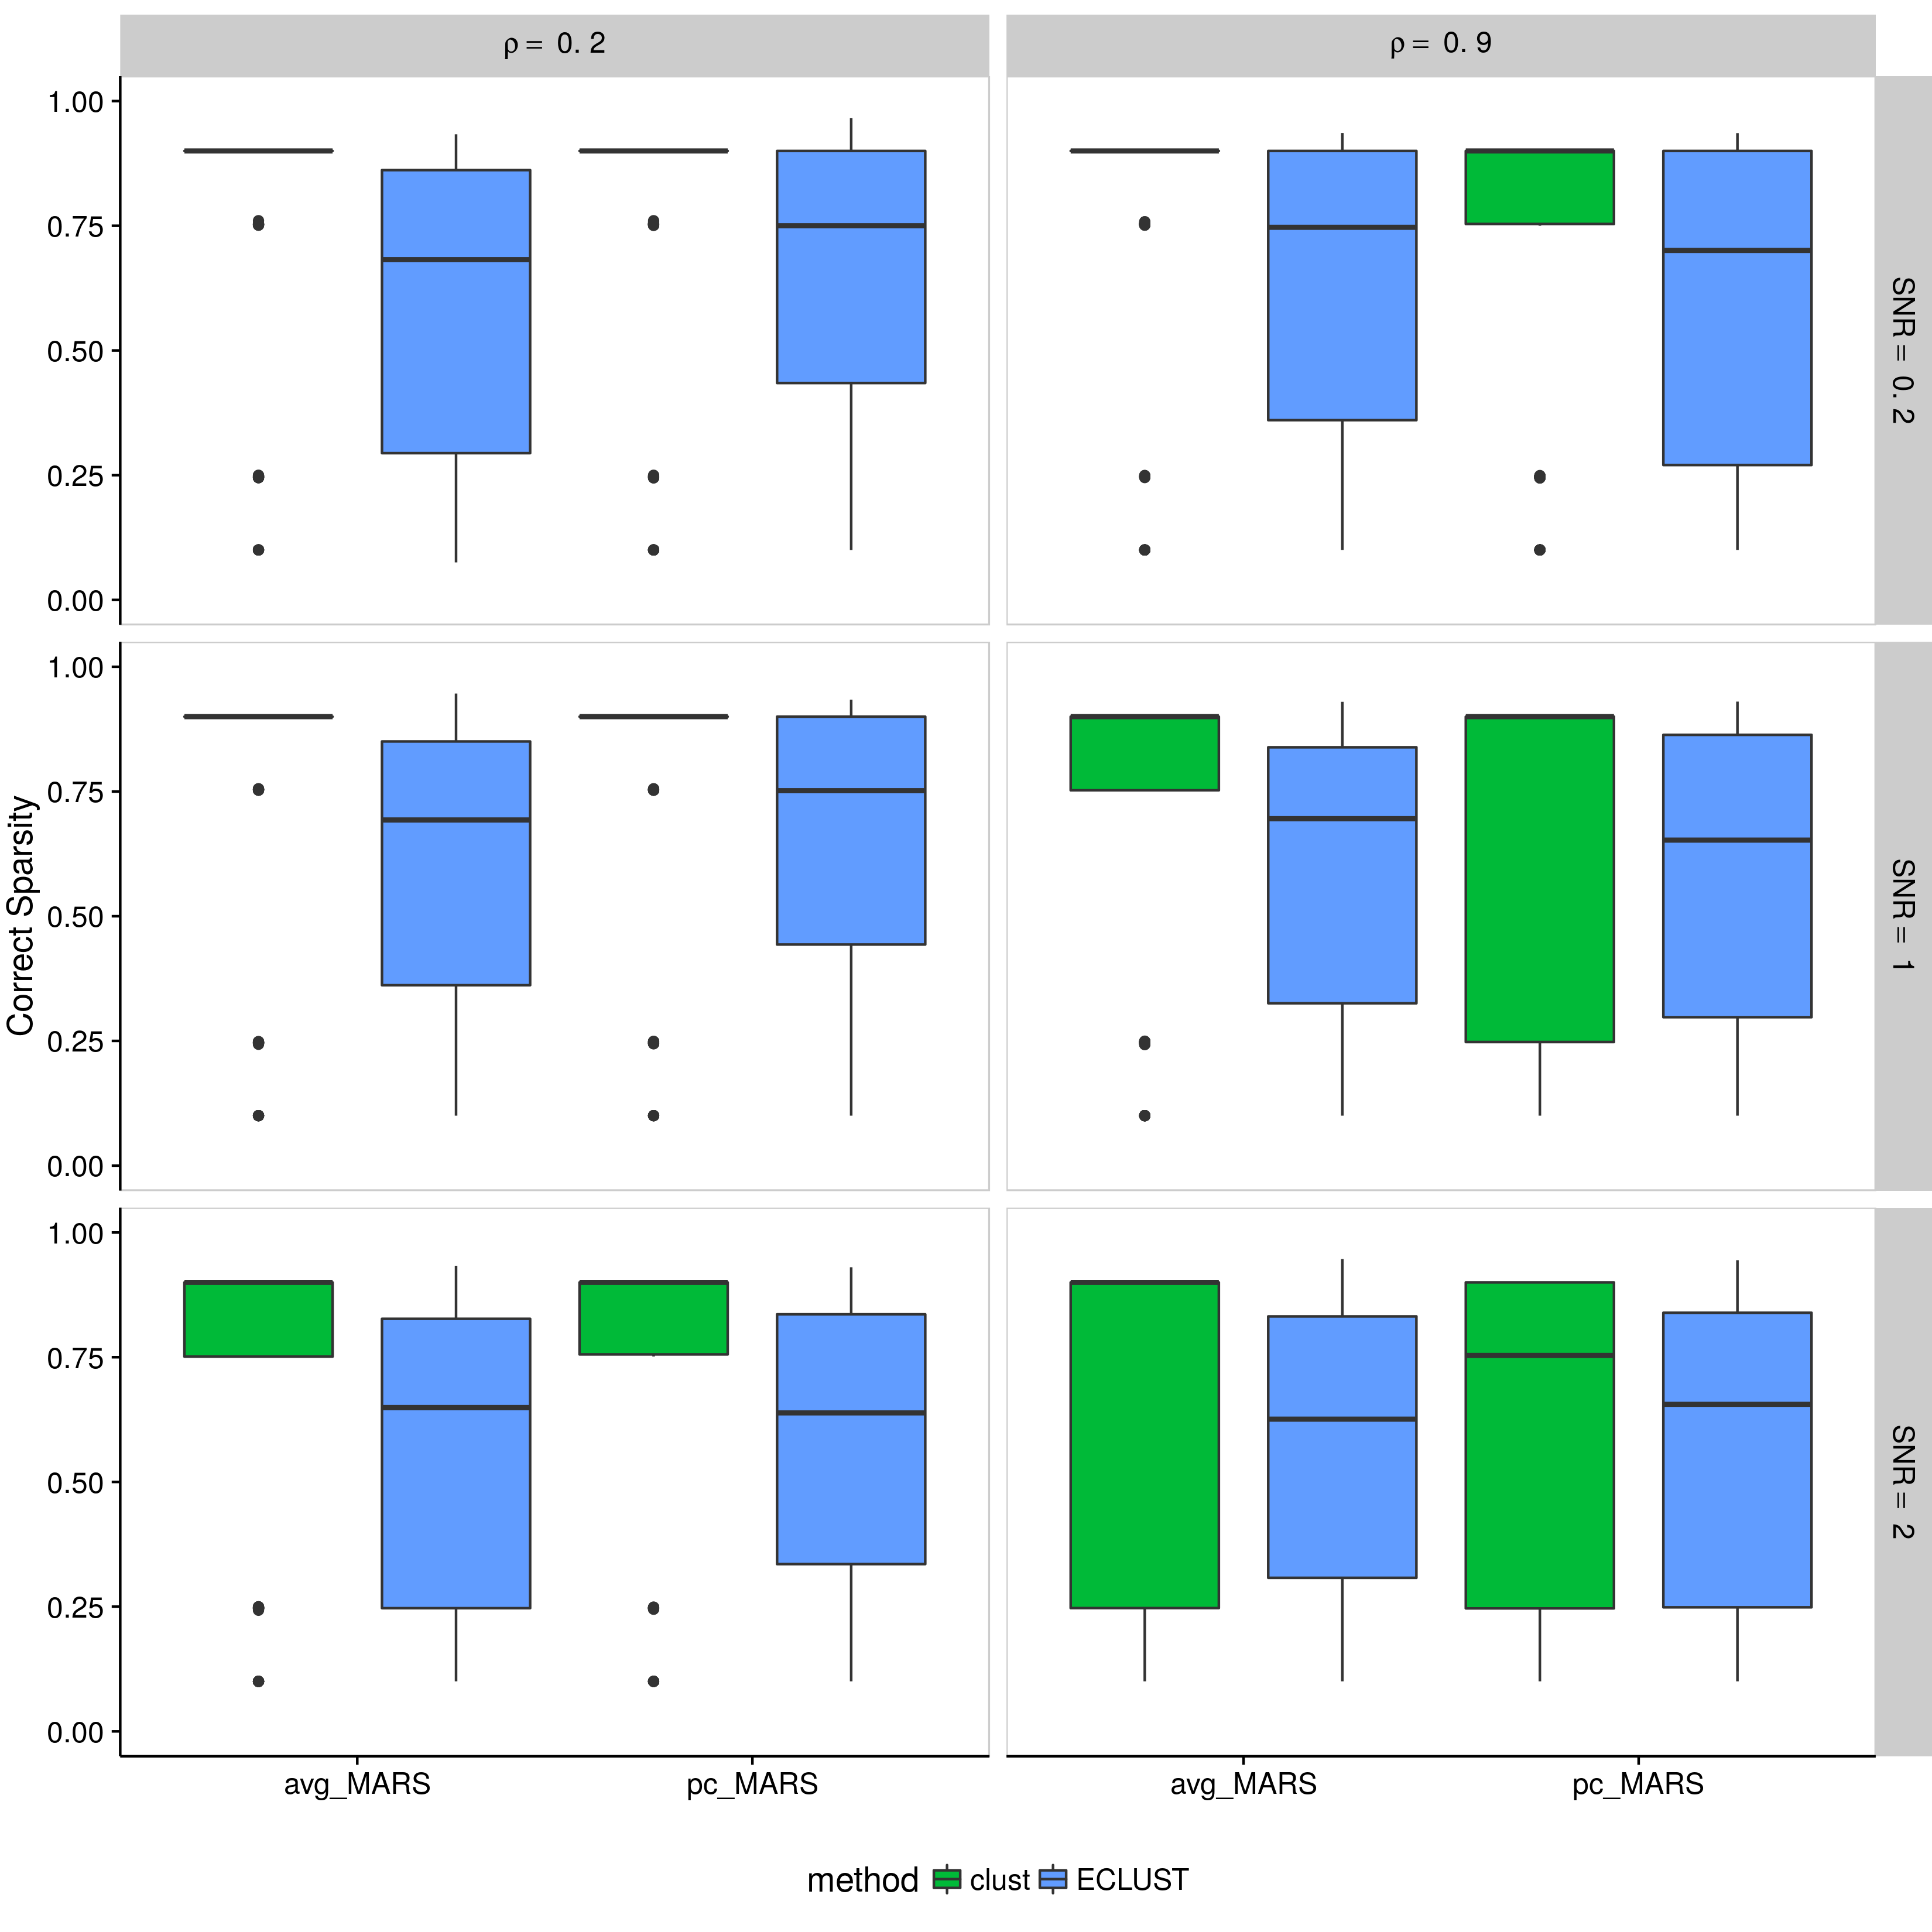 ρ = 0.2
ρ = 0.9
1.00
0.75
0.50
0.25
0.00
SNR = 0.2
1.00
0.75
0.50
0.25
0.00
SNR = 1
Correct Sparsity
1.00
0.75
0.50
0.25
0.00
SNR = 2
avg_MARS
pc_MARS
avg_MARS
pc_MARS
method clust ECLUST